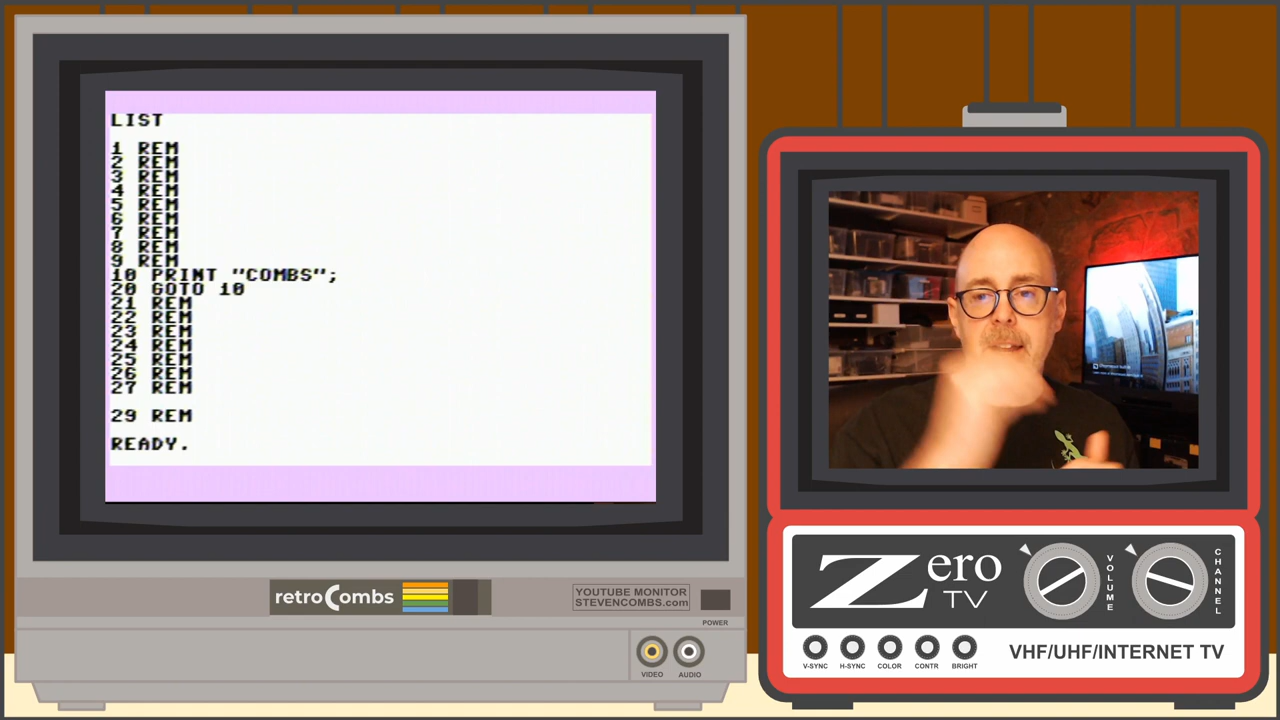 LIST
1 REM
2 REM
3 REM
4 REM
5 REM
6 REM
7 REM
8 REM
9 REM
10 PRINT "COMBS";
20 GOTO 10
21 REM
22 REM
23 REM
24 REM
25 REM
26 REM
27 REM
29 REM
READY.
retroCombs
YOUTUBE MONITOR
STEVENCOMBS.com
POWER
VIDEO
AUDIO
Zero
TV
VOLUME
CHANNEL
V-SYNC
H-SYNC
COLOR
CONTR
BRIGHT
VHF/UHF/INTERNET TV